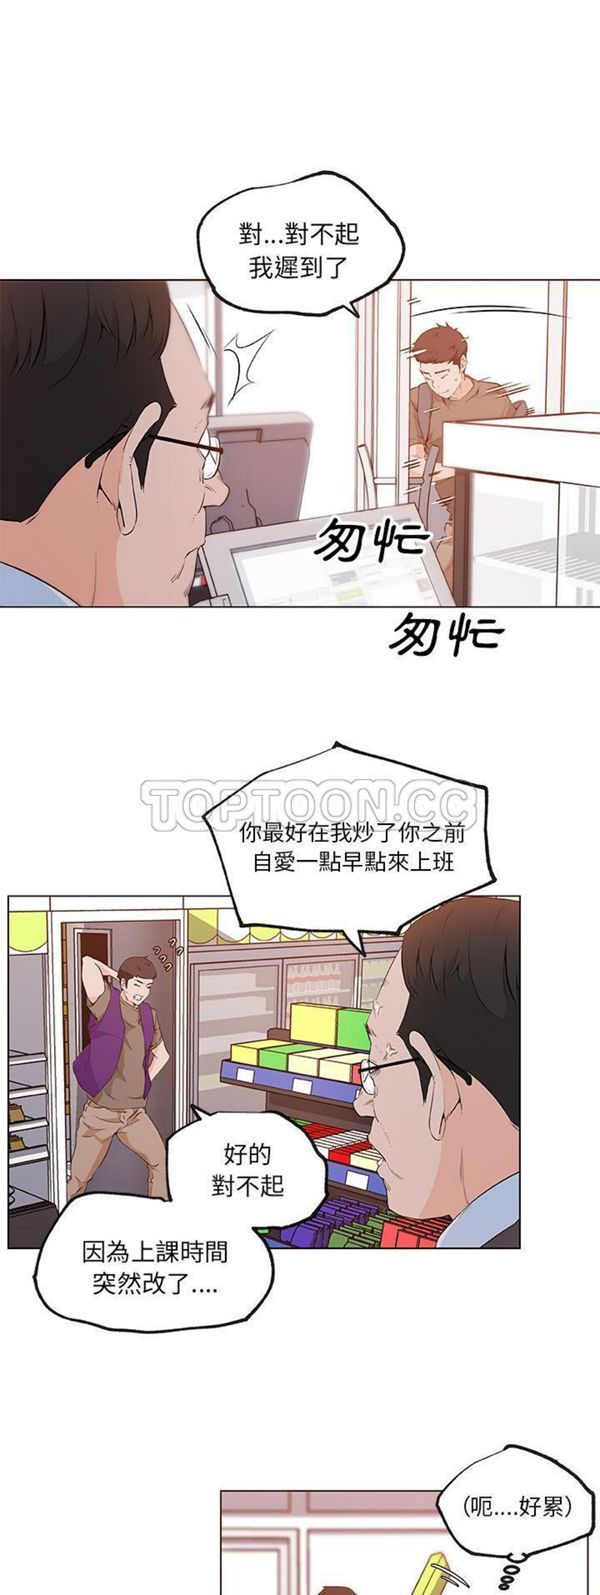 對...對不起
我遲到了
匆忙
匆忙
TOPTOON.CC
你最好在我炒了你之前
自愛一點早點來上班
好的
對不起
因為上課時間
突然改了....
(呃....好累)